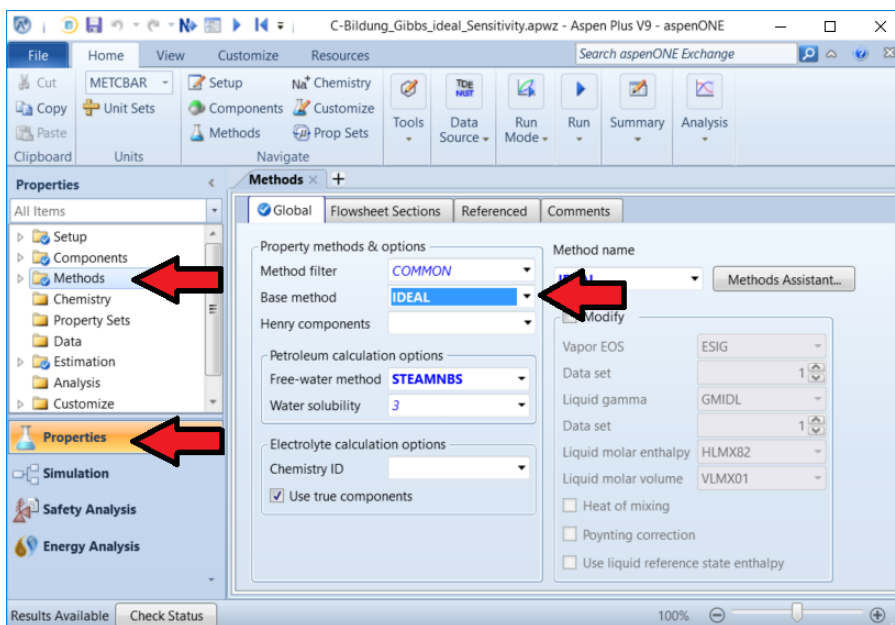 C-Bildung_Gibbs_ideal_Sensitivity.apwz - Aspen Plus V9 - aspenONE
File Home View Customize Resources Search aspenONE Exchange
Cut METCBAR Setup Na+ Chemistry
Copy Unit Sets Components Customize
Paste Methods Prop Sets
Tools Data Source Run Mode Run Summary Analysis
TDE NIST
Clipboard Units Navigate
Properties
All Items
Setup
Components
Methods
Chemistry
Property Sets
Data
Estimation
Analysis
Customize
Properties
Simulation
Safety Analysis
Energy Analysis
Methods
Global Flowsheet Sections Referenced Comments
Property methods & options
Method filter COMMON
Base method IDEAL
Henry components
Petroleum calculation options
Free-water method STEAMNBS
Water solubility 3
Electrolyte calculation options
Chemistry ID
Use true components
Method name
Methods Assistant...
Modify
Vapor EOS ESIG
Data set 1
Liquid gamma GMIDL
Data set 1
Liquid molar enthalpy HLMX82
Liquid molar volume VLMX01
Heat of mixing
Poynting correction
Use liquid reference state enthalpy
Results Available Check Status 100%